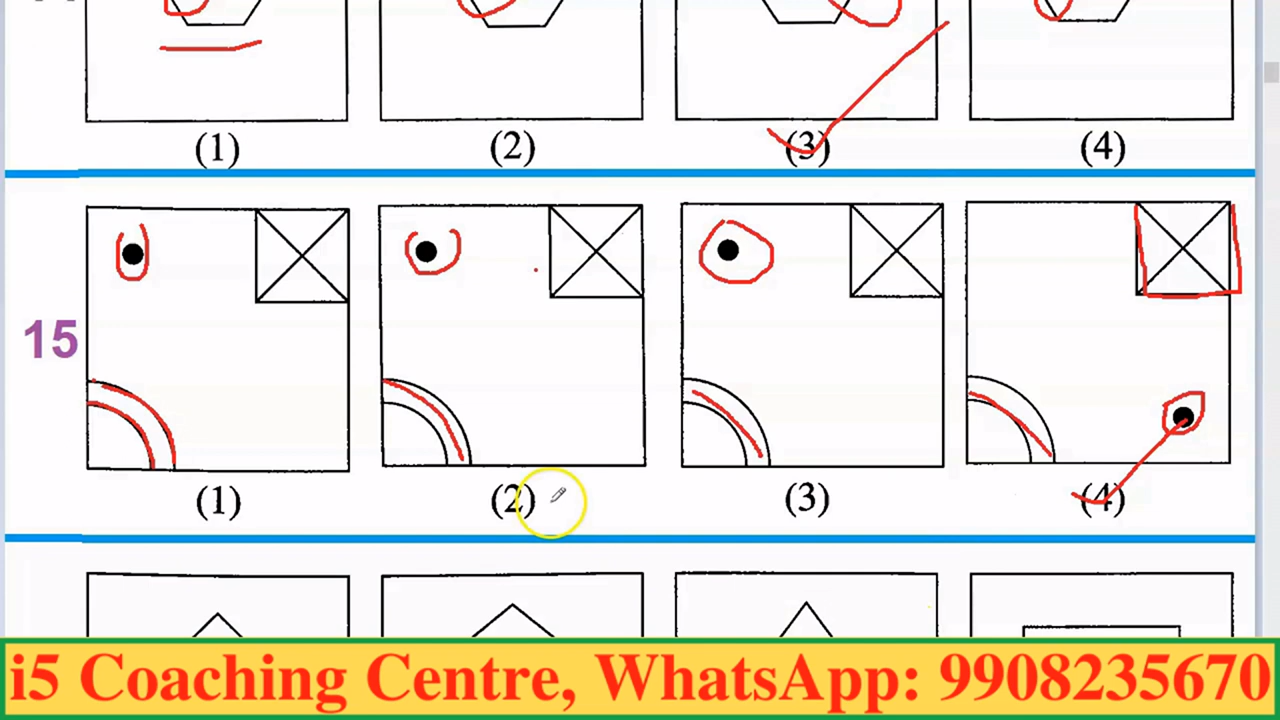 (1) (2) (3) (4)
15
(1) (2) (3) (4)
i5 Coaching Centre, WhatsApp: 9908235670